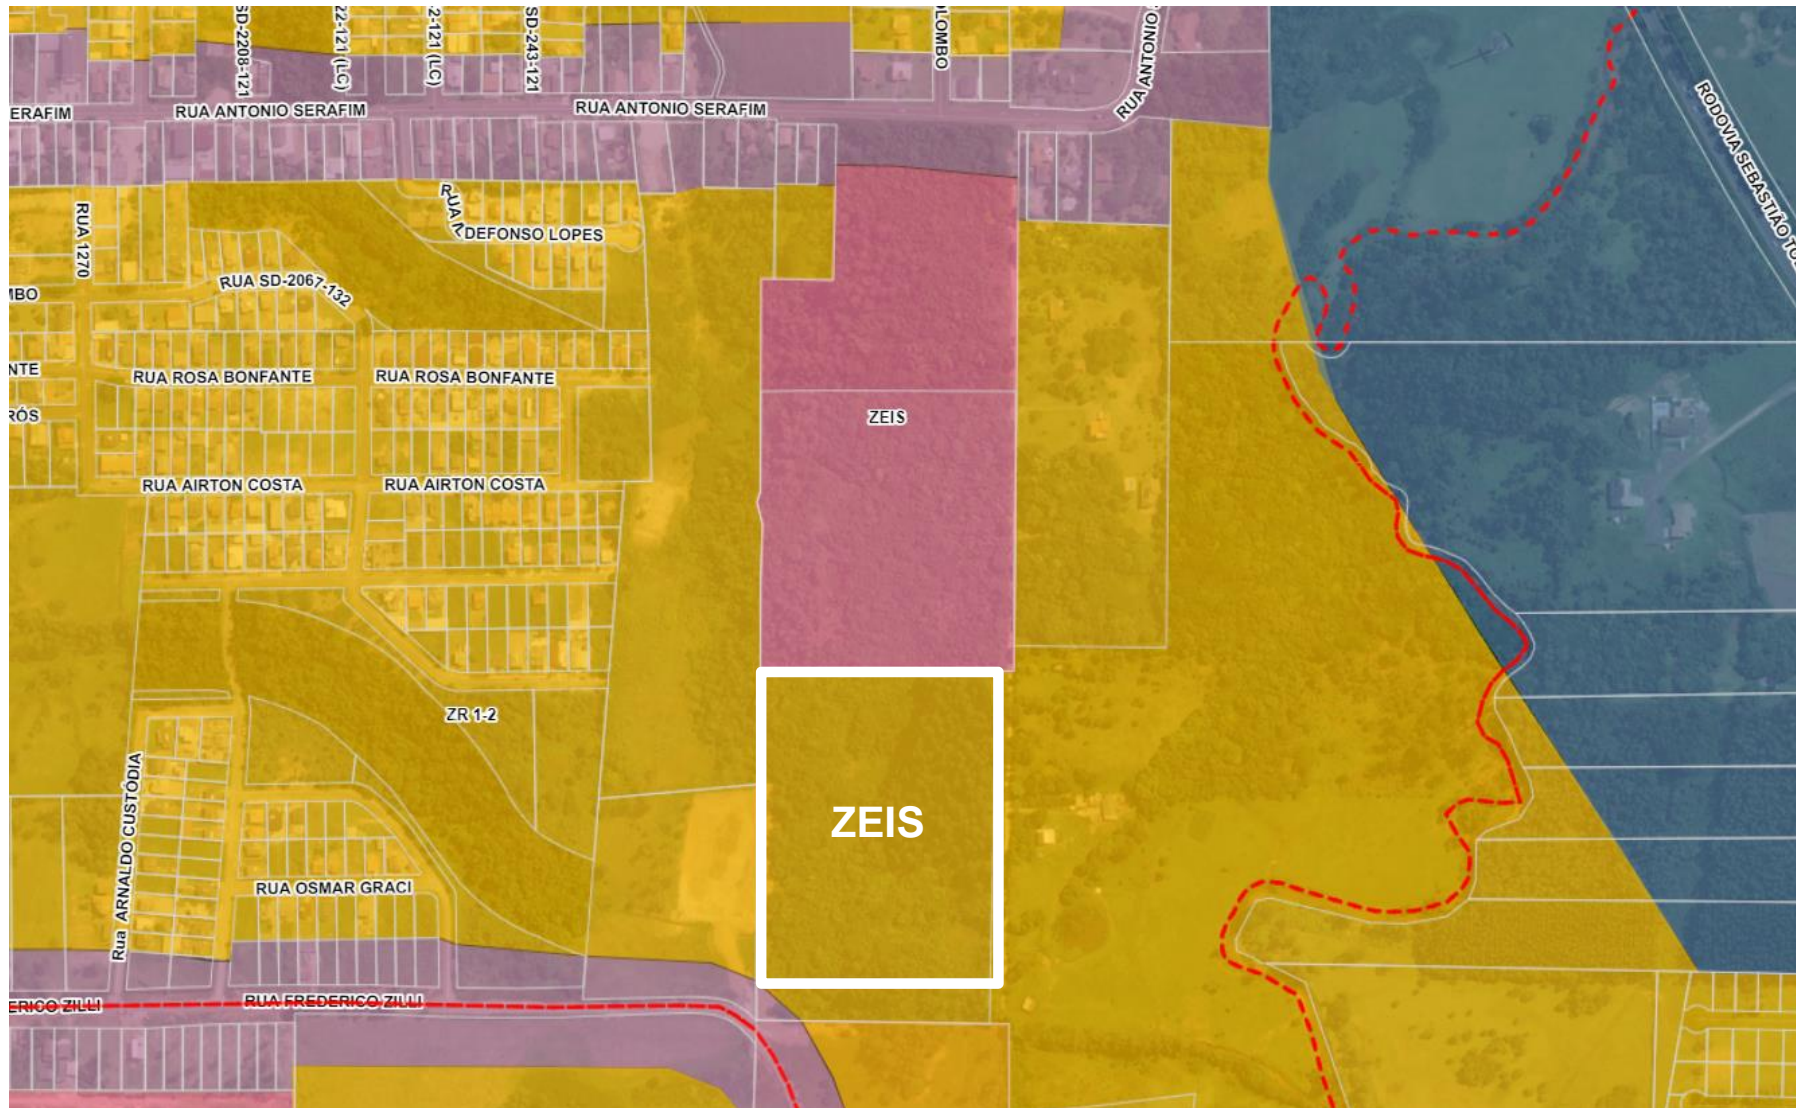 SD-2208-121
22-121 (LC)
2-121 (LC)
SD-243-121
OLOMBO
RUA ANTONIO
ERAFIM
RUA ANTONIO SERAFIM
RUA ANTONIO SERAFIM
RODOVIA SEBASTIÃO TO
RUA 1270
RUA
DEFONSO LOPES
RUA SD-2067-132
MBO
NTE
RUA ROSA BONFANTE
RUA ROSA BONFANTE
RÓS
ZEIS
RUA AIRTON COSTA
RUA AIRTON COSTA
ZR 1-2
Rua ARNALDO CUSTÓDIA
ZEIS
RUA OSMAR GRACI
ERICO ZILLI
RUA FREDERICO ZILLI